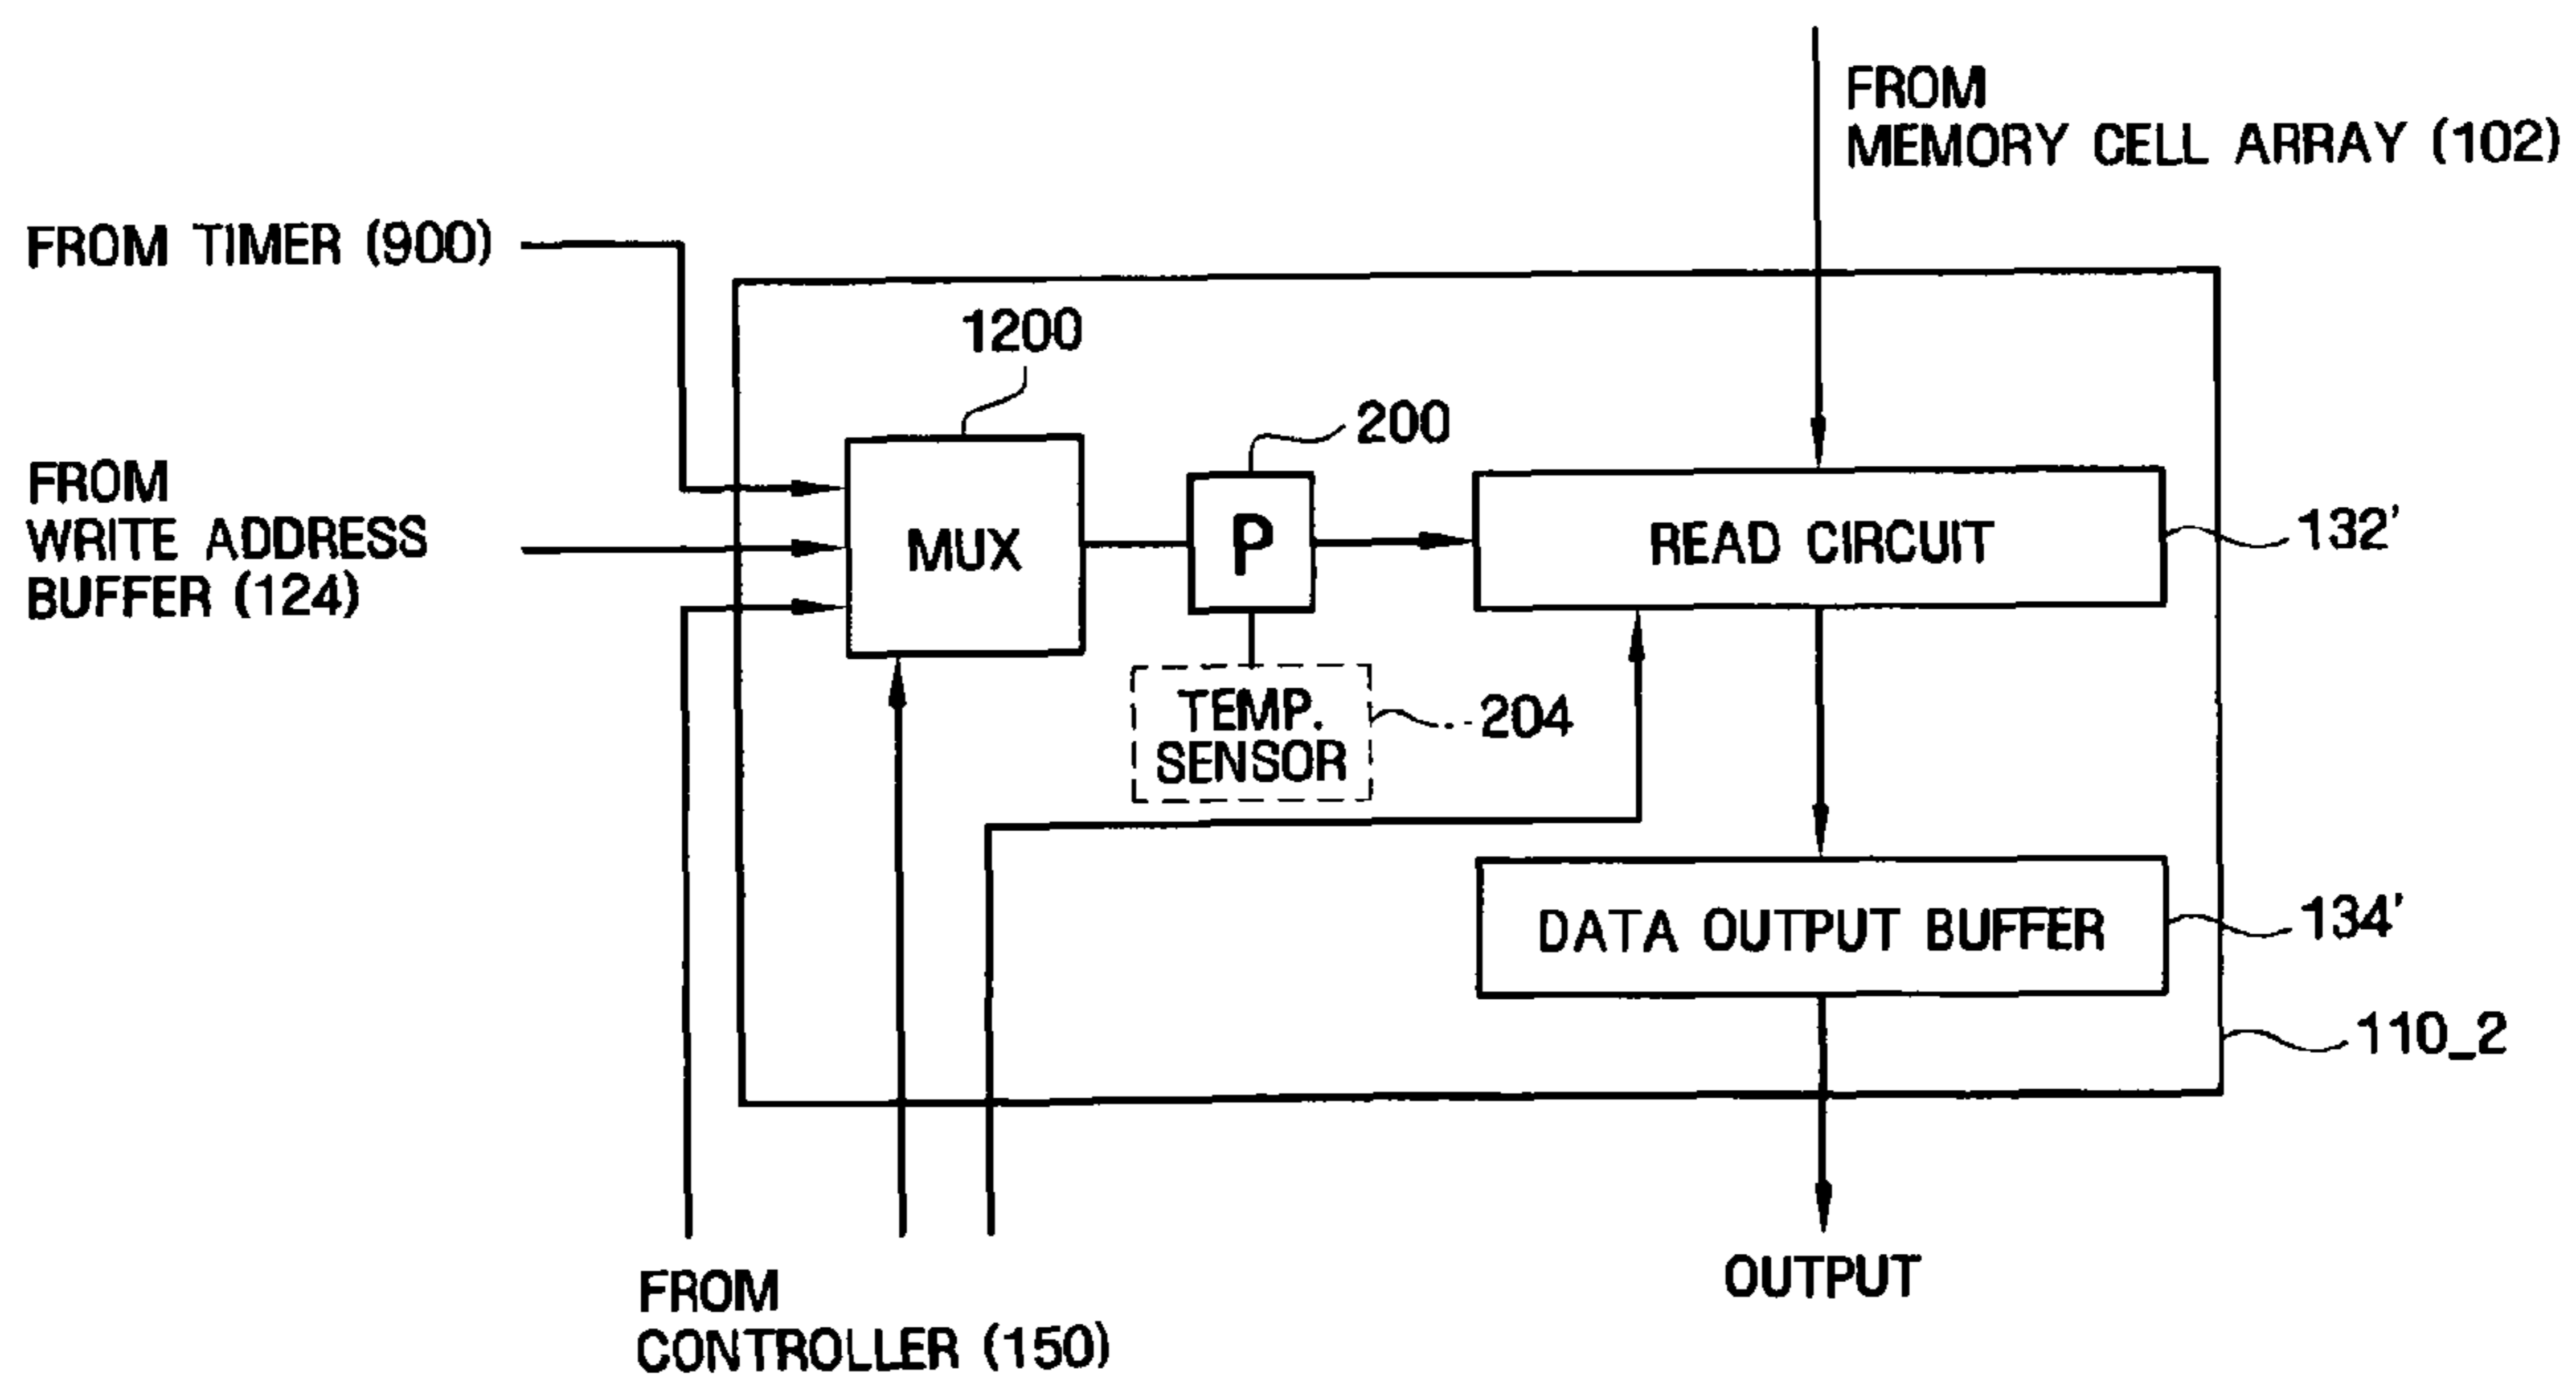 FROM
MEMORY CELL ARRAY (102)
FROM TIMER (900)
1200
200
FROM
WRITE ADDRESS
BUFFER (124)
MUX
P
READ CIRCUIT
132'
TEMP.
SENSOR
204
DATA OUTPUT BUFFER
134'
110_2
OUTPUT
FROM
CONTROLLER (150)